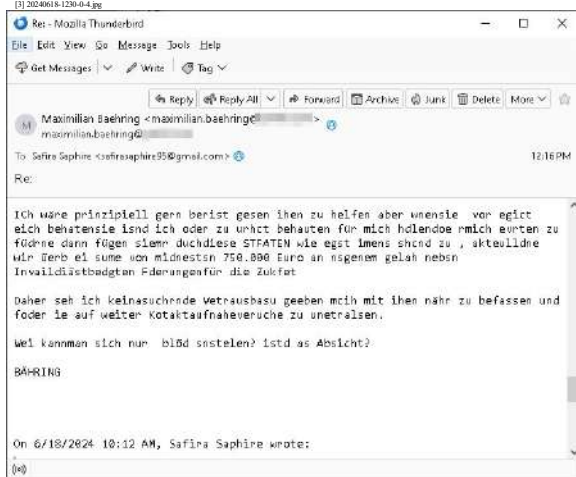 [3] 20240618-1230-0-4.jpg
Re: - Mozilla Thunderbird
File Edit View Go Message Tools Help
Get Messages Write Tag
Reply Reply All Forward Archive Junk Delete More
M Maximilian Baehring <maximilian.baehring@ >
maximilian.baehring@
To Safira Saphire <safirasaphire95@gmail.com> 12:16 PM
Re:
ICh wäre prinzipiell gern berist gesen ihen zu helfen aber wnensie vor egict
eich behatensie isnd ich oder zu urhct behauten für mich hdlendoe rmich evrten zu
füdrne dann fügen siemr duchdiese STFATEN wie egst imens shcnd zu , akteulldne
wir Gerb ei sume von midnestsn 750.000 Euro an nsgenem gelah nebsn
Invaildiästbedgten Fderungenfür die Zukfet
Daher seh ich keinasuchrnde Vetrausbasu geeben mcih mit ihen nähr zu befassen und
foder ie auf weiter Kotaktaufnaheveruche zu unetralsen.
Wei kannman sich nur blöd snstelen? istd as Absicht?
BÄHRING
On 6/18/2024 10:12 AM, Safira Saphire wrote: